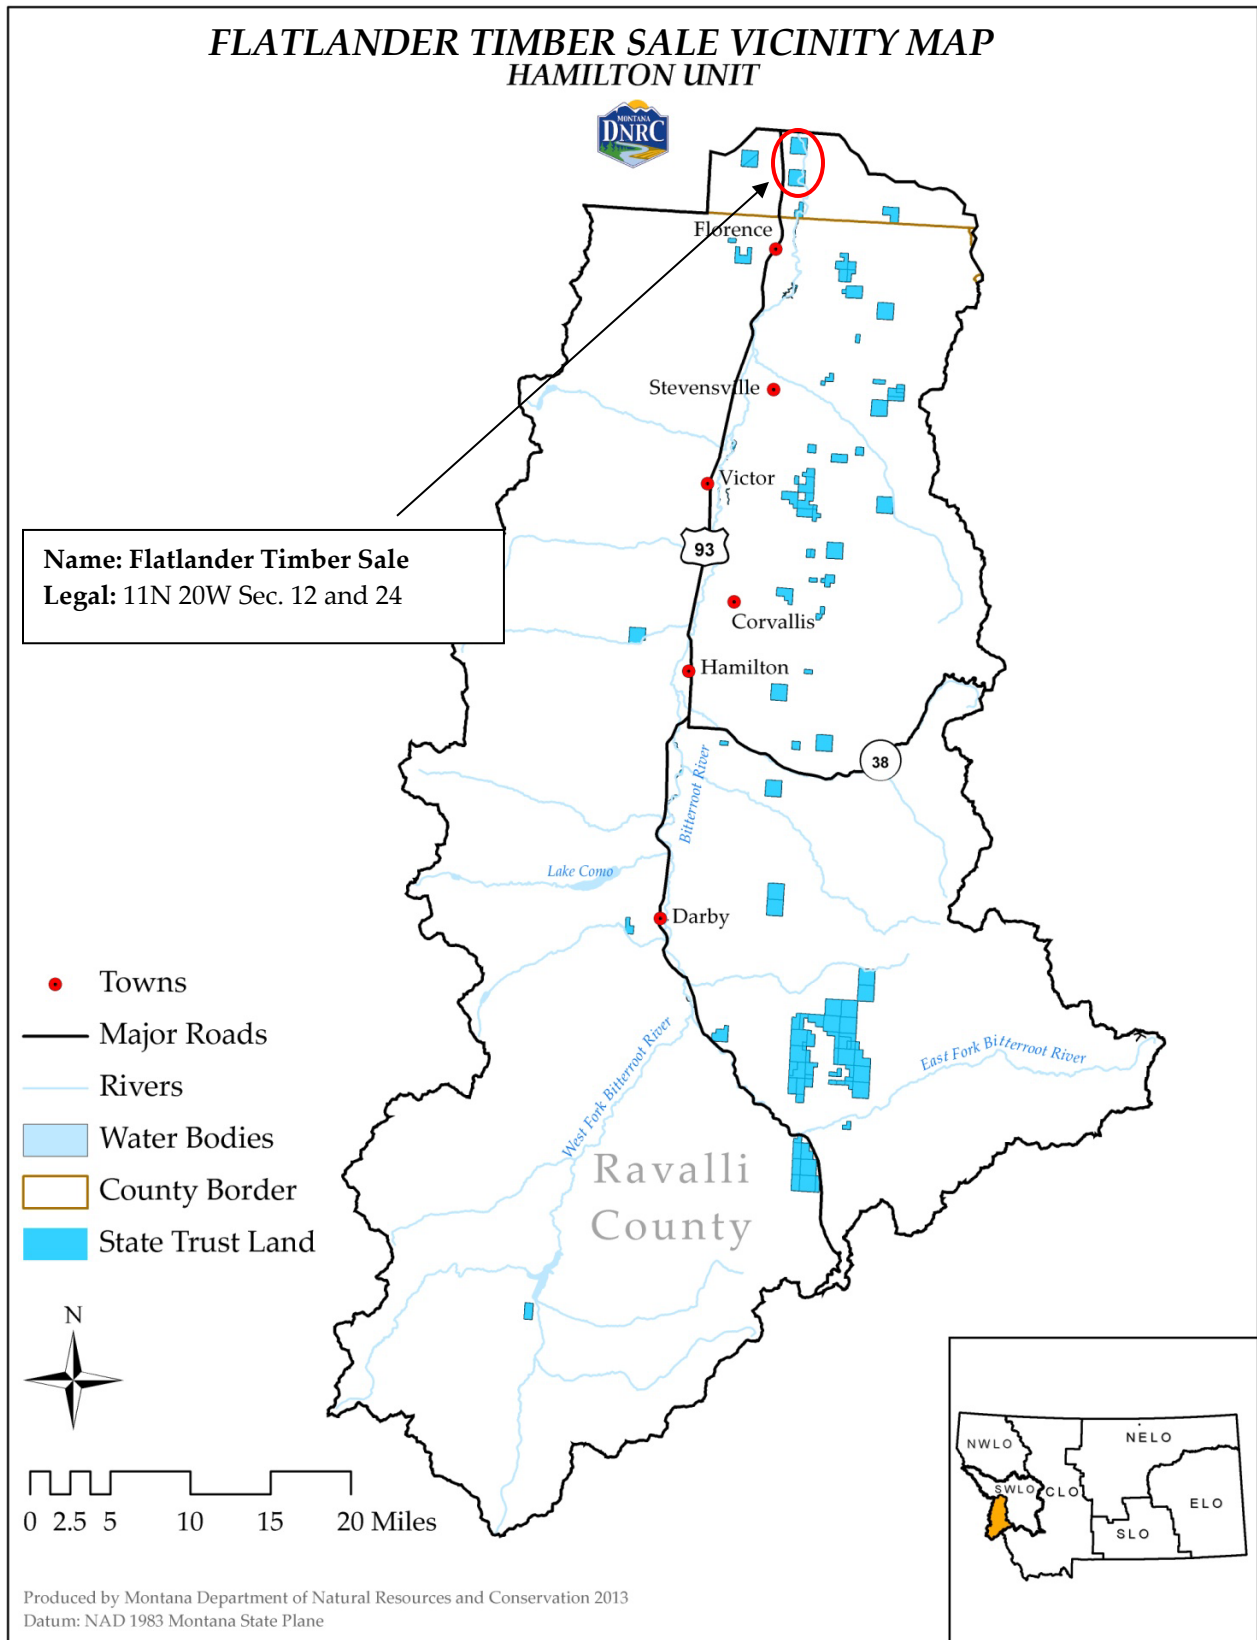 FLATLANDER TIMBER SALE VICINITY MAP
HAMILTON UNIT
MONTANA
DNRC
Florence
Stevensville
Victor
93
Name: Flatlander Timber Sale
Legal: 11N 20W Sec. 12 and 24
Corvallis
Hamilton
38
Bitterroot River
Lake Como
Darby
Towns
Major Roads
Rivers
Water Bodies
County Border
State Trust Land
West Fork Bitterroot River
East Fork Bitterroot River
Ravalli
County
N
0 2.5 5 10 15 20 Miles
NWLO
SWLO
CLO
NELO
ELO
SLO
Produced by Montana Department of Natural Resources and Conservation 2013
Datum: NAD 1983 Montana State Plane